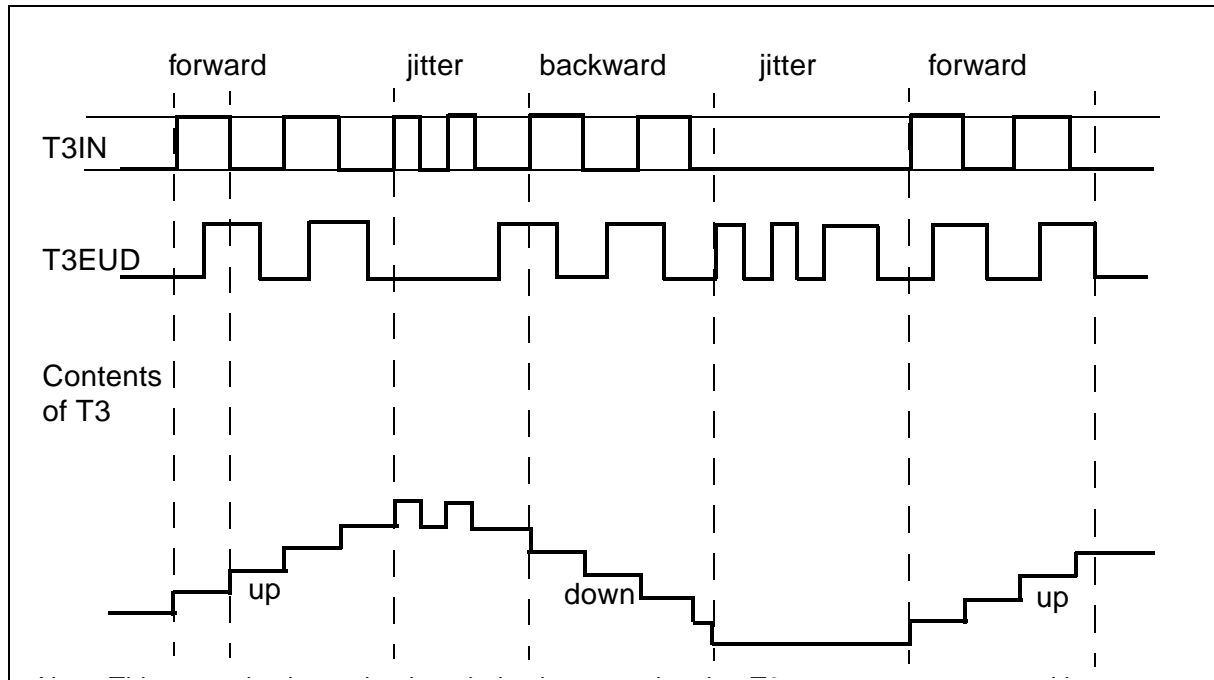 forward jitter backward jitter forward
T3IN
T3EUD
Contents
of T3
up down up